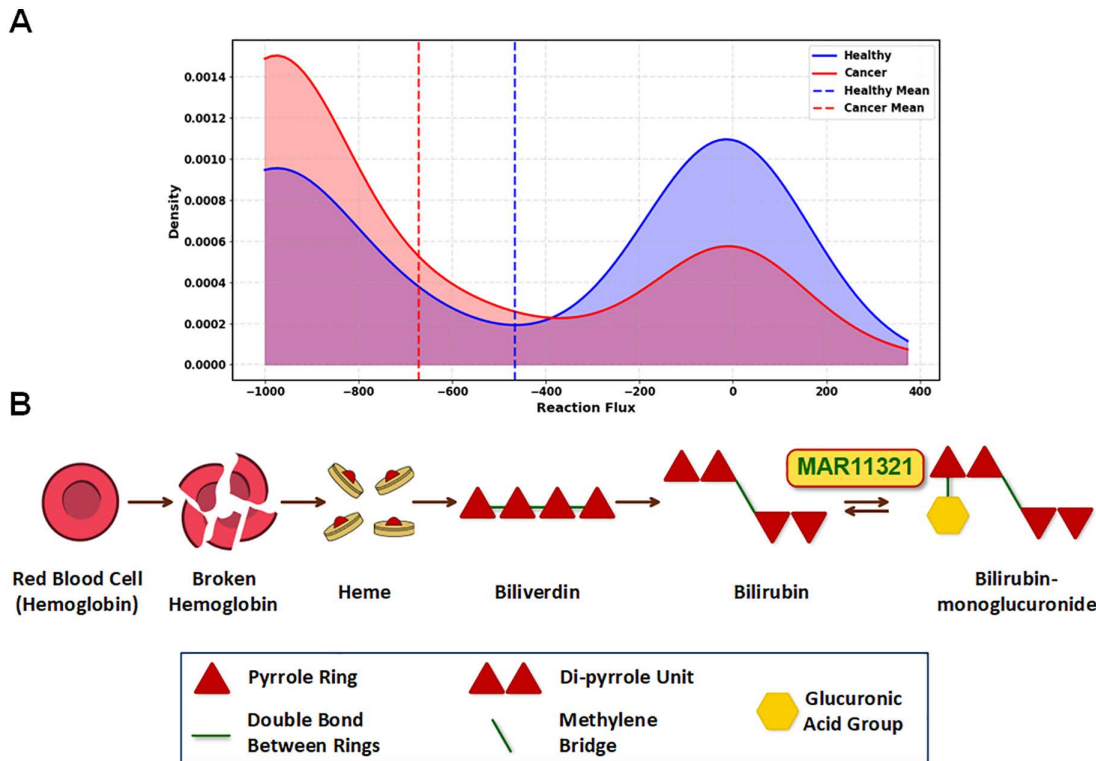 A
Density
0.0014
0.0012
0.0010
0.0008
0.0006
0.0004
0.0002
0.0000
−1000 −800 −600 −400 −200 0 200 400
Reaction Flux
Healthy
Cancer
Healthy Mean
Cancer Mean
B
MAR11321
Red Blood Cell
(Hemoglobin)
Broken
Hemoglobin
Heme
Biliverdin
Bilirubin
Bilirubin-
monoglucuronide
Pyrrole Ring
Di-pyrrole Unit
Glucuronic
Acid Group
Double Bond
Between Rings
Methylene
Bridge